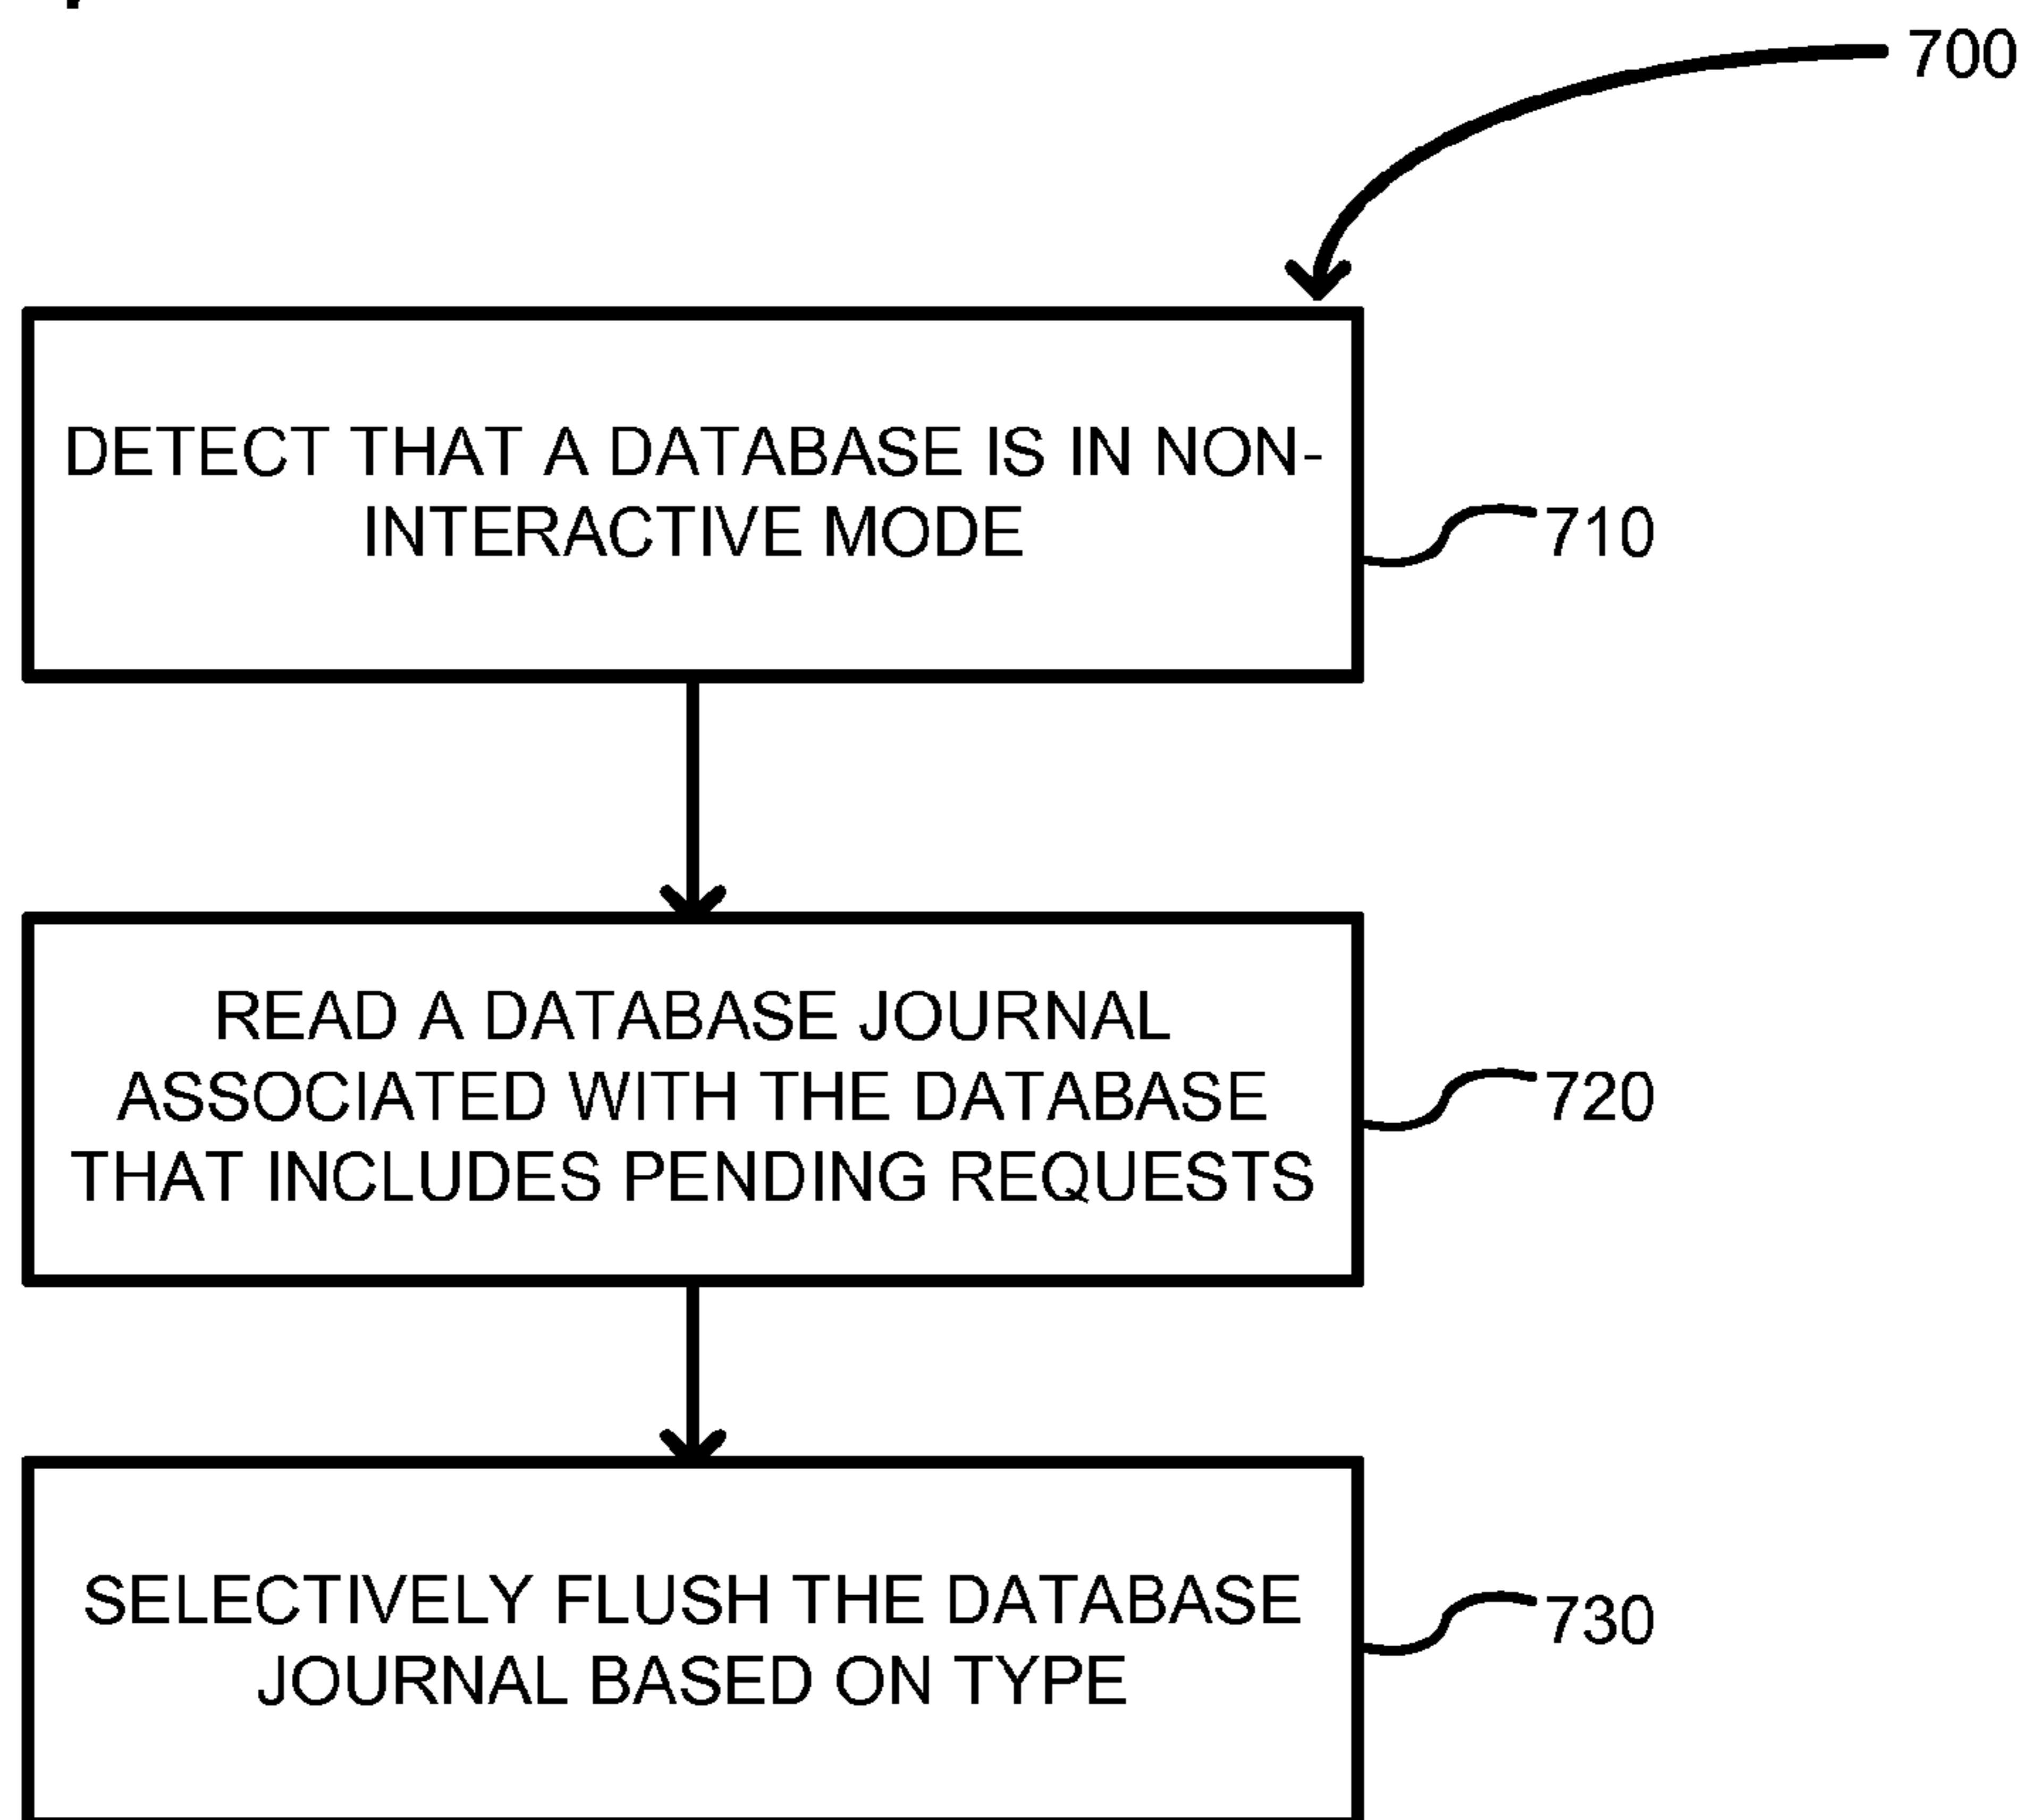 700
DETECT THAT A DATABASE IS IN NON-
INTERACTIVE MODE
710
READ A DATABASE JOURNAL
ASSOCIATED WITH THE DATABASE
THAT INCLUDES PENDING REQUESTS
720
SELECTIVELY FLUSH THE DATABASE
JOURNAL BASED ON TYPE
730